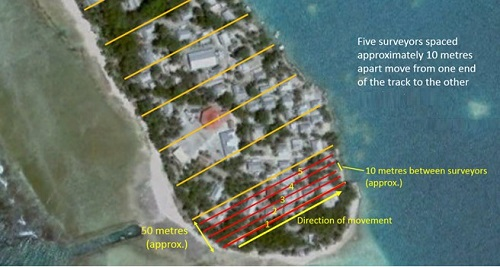 Five surveyors spaced
approximately 10 metres
apart move from one end
of the track to the other
10 metres between surveyors
(approx.)
5
4
3
2
1
Direction of movement
50 metres
(approx.)